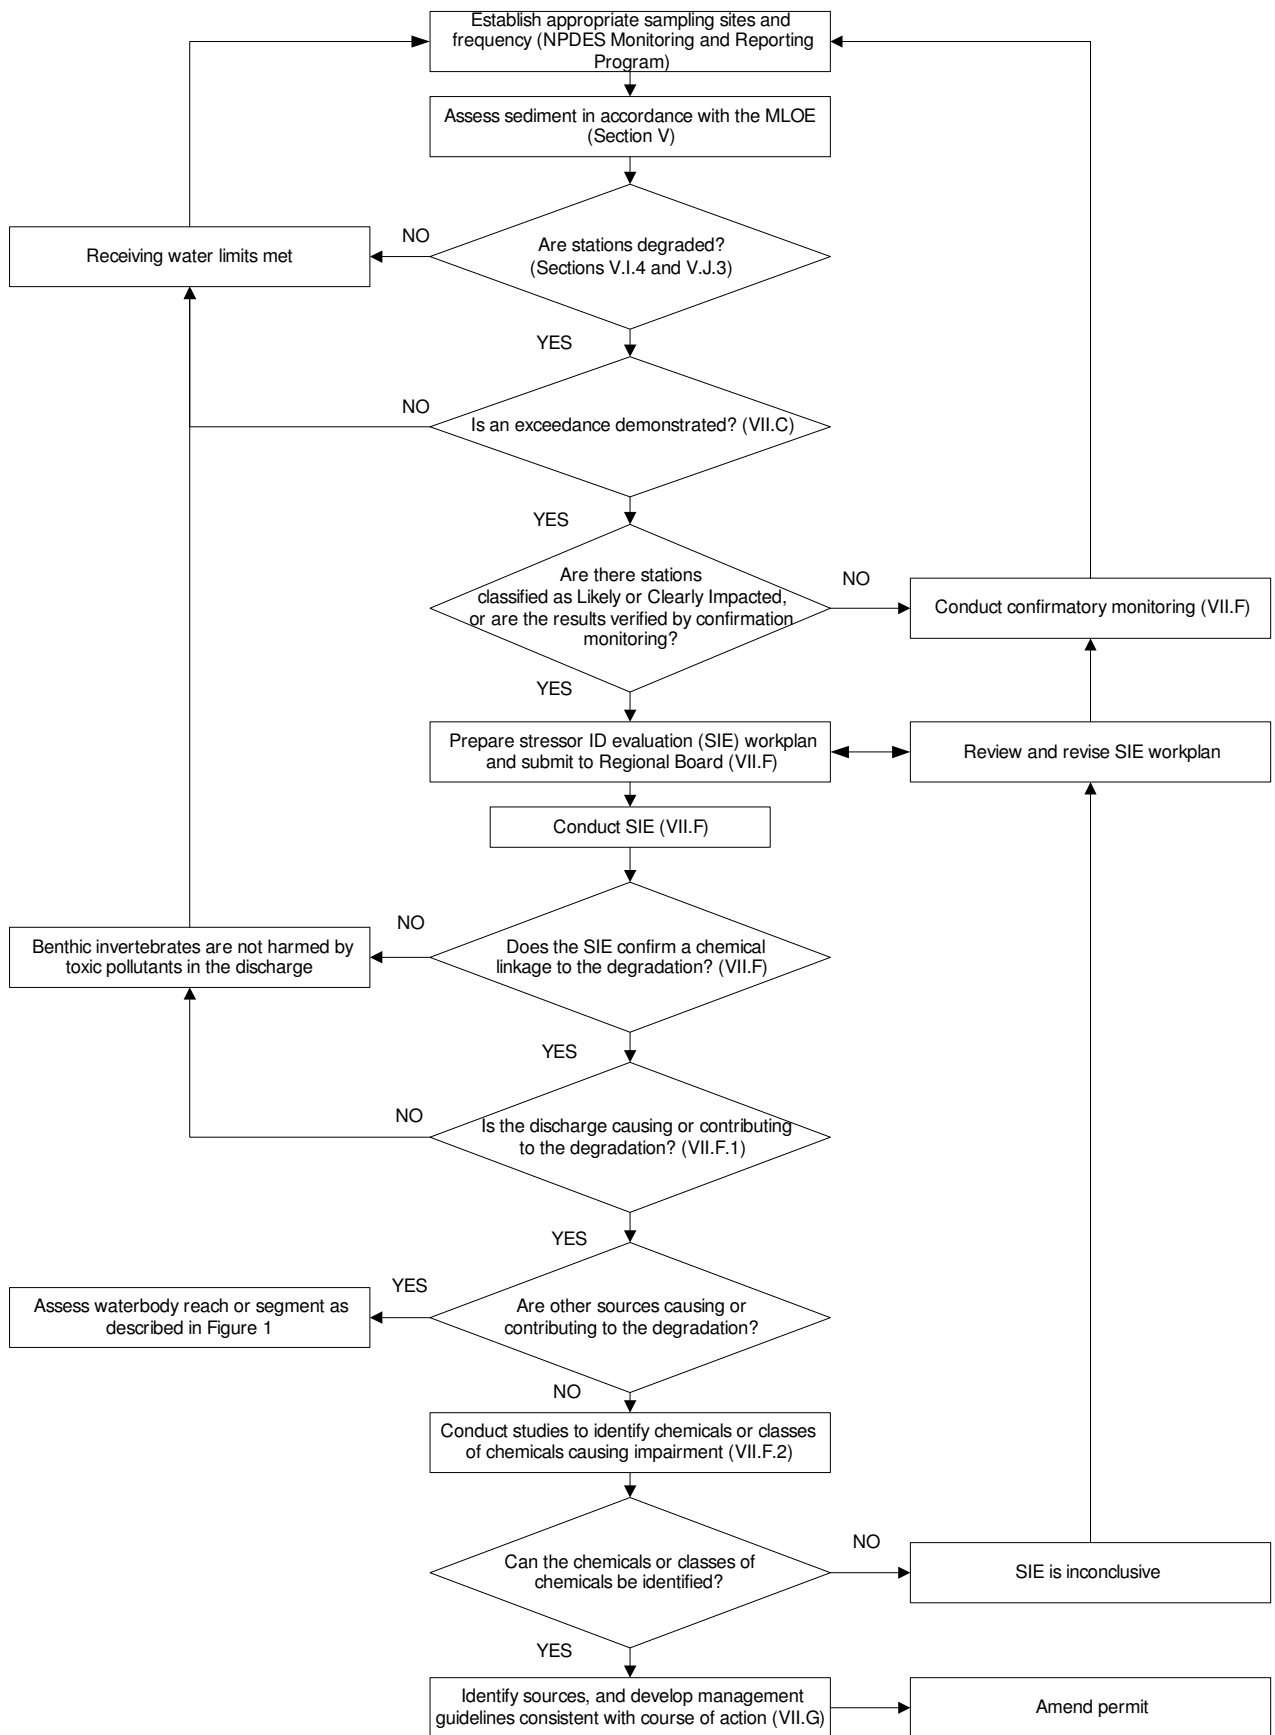 Establish appropriate sampling sites and
frequency (NPDES Monitoring and Reporting
Program)
Assess sediment in accordance with the MLOE
(Section V)
Receiving water limits met
NO
Are stations degraded?
(Sections V.I.4 and V.J.3)
YES
NO
Is an exceedance demonstrated? (VII.C)
YES
Are there stations
classified as Likely or Clearly Impacted,
or are the results verified by confirmation
monitoring?
NO
Conduct confirmatory monitoring (VII.F)
YES
Prepare stressor ID evaluation (SIE) workplan
and submit to Regional Board (VII.F)
Review and revise SIE workplan
Conduct SIE (VII.F)
Benthic invertebrates are not harmed by
toxic pollutants in the discharge
NO
Does the SIE confirm a chemical
linkage to the degradation? (VII.F)
YES
NO
Is the discharge causing or contributing
to the degradation? (VII.F.1)
YES
Assess waterbody reach or segment as
described in Figure 1
YES
Are other sources causing or
contributing to the degradation?
NO
Conduct studies to identify chemicals or classes
of chemicals causing impairment (VII.F.2)
Can the chemicals or classes of
chemicals be identified?
NO
SIE is inconclusive
YES
Identify sources, and develop management
guidelines consistent with course of action (VII.G)
Amend permit